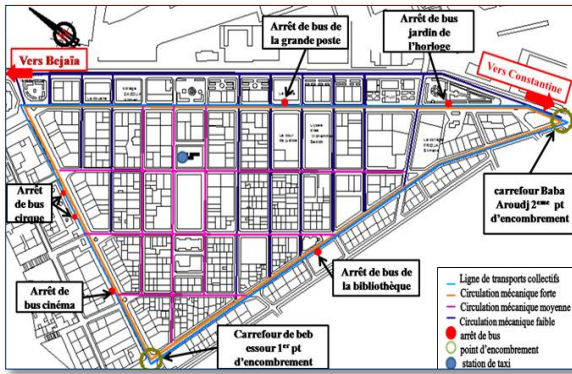 Arrêt de bus de
la grande poste
Arrêt de bus
jardin de
l'horloge
Vers Bejaïa
Vers Constantine
Arrêt
de bus
cirque
carrefour Baba
Aroudj 2eme pt
d'encombrement
Arrêt de
bus cinéma
Arrêt de bus de
la bibliothèque
Carrefour de beb
essour 1er pt
d'encombrement
Ligne de transports collectifs
Circulation mécanique forte
Circulation mécanique moyenne
Circulation mécanique faible
arrêt de bus
point d'encombrement
station de taxi